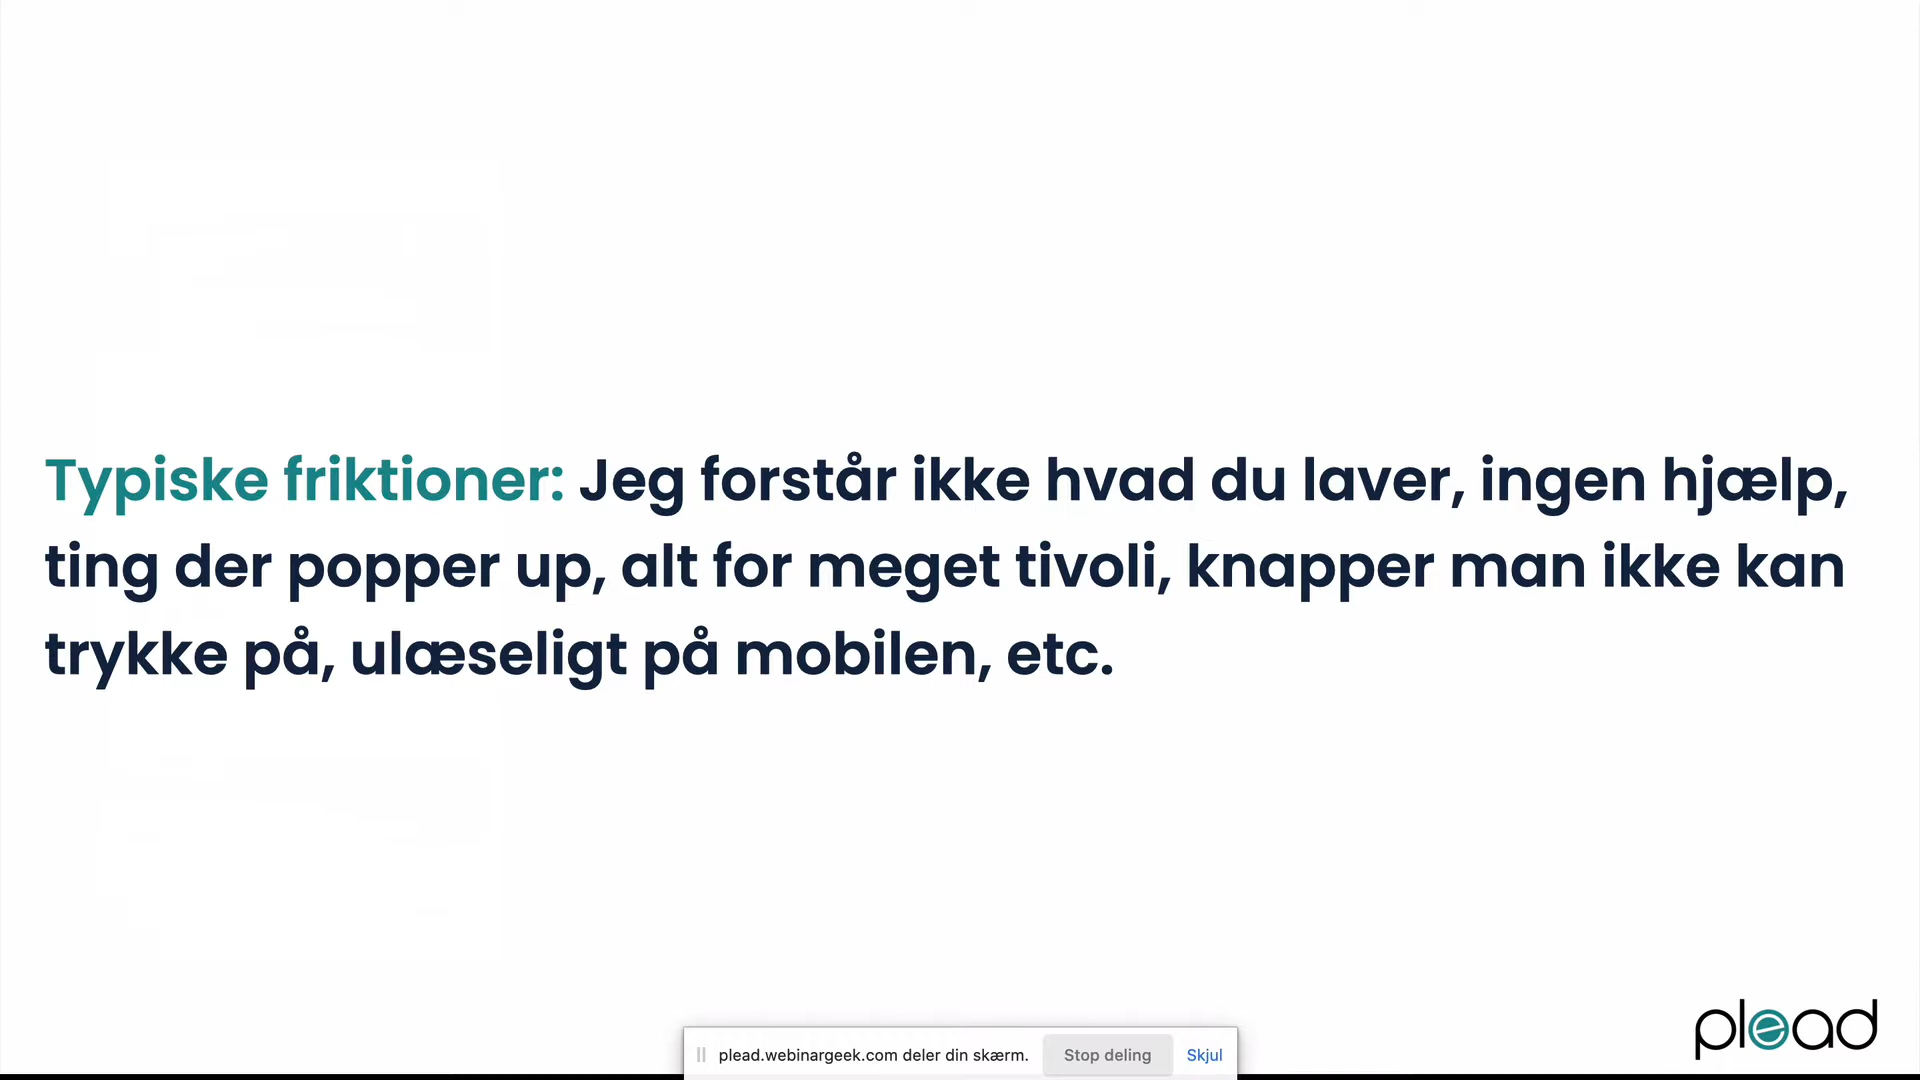 Typiske friktioner: Jeg forstår ikke hvad du laver, ingen hjælp,
ting der popper up, alt for meget tivoli, knapper man ikke kan
trykke på, ulæseligt på mobilen, etc.
plead
plead.webinargeek.com deler din skærm. Stop deling Skjul